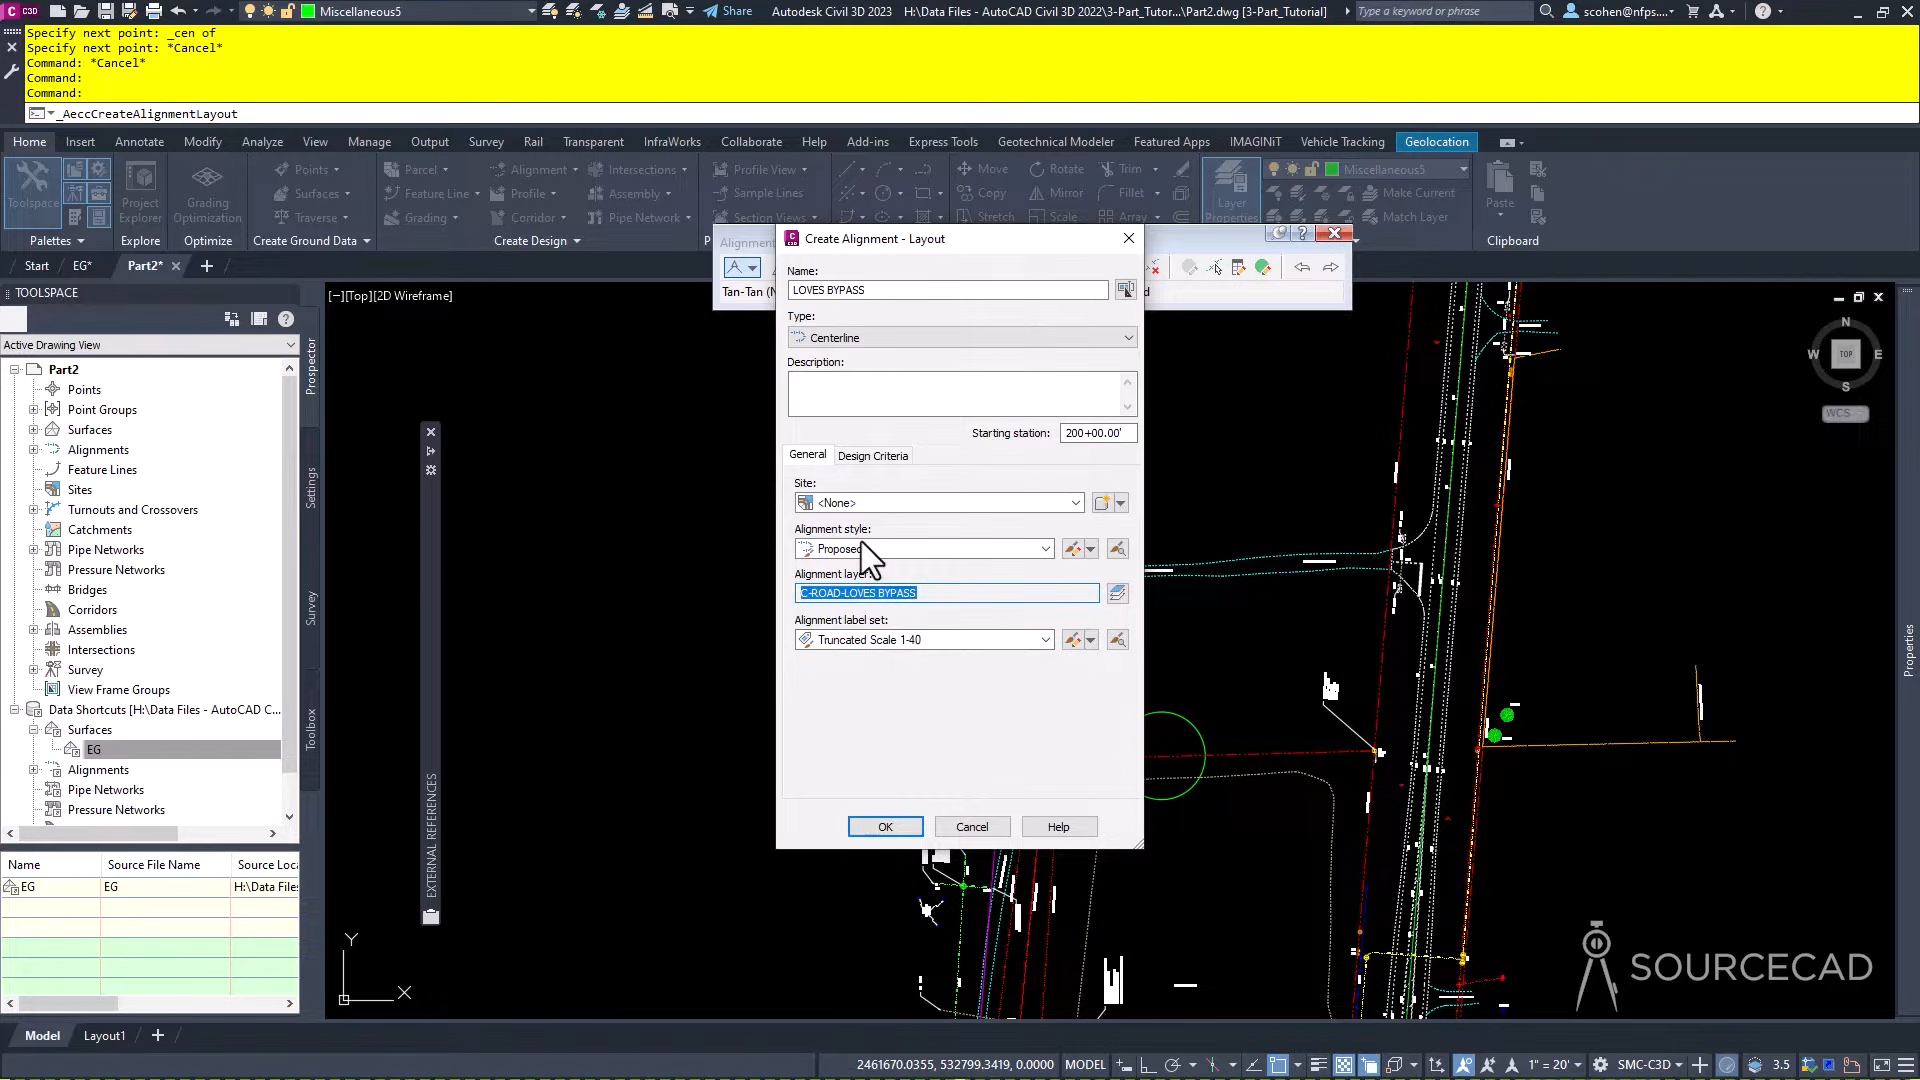 C3D
Miscellaneous5
Share
Autodesk Civil 3D 2023
H:\Data Files - AutoCAD Civil 3D 2022\3-Part_Tutor...\Part2.dwg [3-Part_Tutorial]
Type a keyword or phrase
scohen@nfps....
Specify next point: _cen of
Specify next point: *Cancel*
Command: *Cancel*
Command:
Command:
_AeccCreateAlignmentLayout
Home Insert Annotate Modify Analyze View Manage Output Survey Rail Transparent InfraWorks Collaborate Help Add-ins Express Tools Geotechnical Modeler Featured Apps IMAGINiT Vehicle Tracking Geolocation
Points Parcel Alignment Intersections Profile View Move Rotate Trim Miscellaneous5
Toolspace Project Explorer Grading Optimization Surfaces Feature Line Profile Assembly Sample Lines Copy Mirror Fillet Layer Properties Make Current Paste
Traverse Grading Corridor Pipe Network Section Views Stretch Scale Array Match Layer
Palettes Explore Optimize Create Ground Data Create Design Clipboard
Start EG* Part2*
TOOLSPACE
Active Drawing View
Part2
Points
Point Groups
Surfaces
Alignments
Feature Lines
Sites
Turnouts and Crossovers
Catchments
Pipe Networks
Pressure Networks
Bridges
Corridors
Assemblies
Intersections
Survey
View Frame Groups
Data Shortcuts [H:\Data Files - AutoCAD C...
Surfaces
EG
Alignments
Pipe Networks
Pressure Networks
Prospector
Settings
Survey
Toolbox
Name Source File Name Source Loc
EG EG H:\Data Files
[−][Top][2D Wireframe]
EXTERNAL REFERENCES
Alignment
Tan-Tan (N
Create Alignment - Layout
Name:
LOVES BYPASS
Type:
Centerline
Description:
Starting station: 200+00.00'
General Design Criteria
Site:
<None>
Alignment style:
Proposed
Alignment layer:
C-ROAD-LOVES BYPASS
Alignment label set:
Truncated Scale 1-40
OK Cancel Help
N
W TOP E
S
WCS
Properties
Y
X
SOURCECAD
Model Layout1
2461670.0355, 532799.3419, 0.0000 MODEL 1" = 20' SMC-C3D 3.5